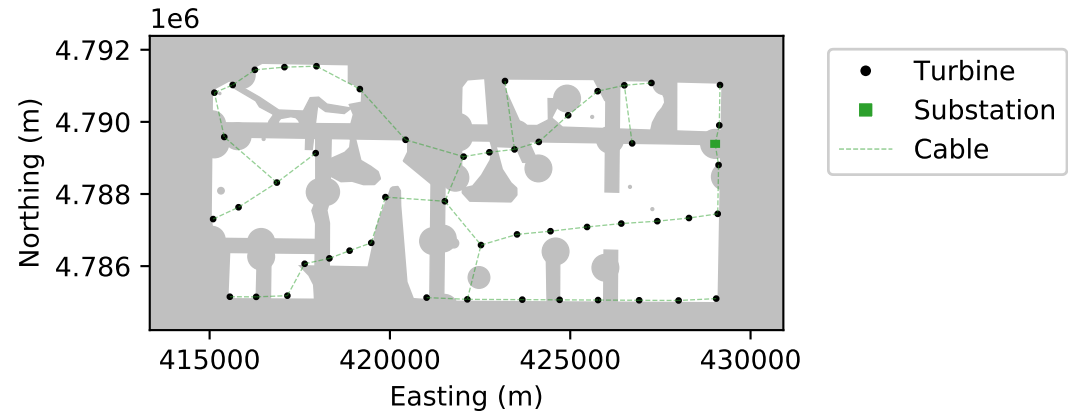 1e6
4.792
4.790
4.788
4.786
Northing (m)
415000 420000 425000 430000
Easting (m)
Turbine
Substation
Cable